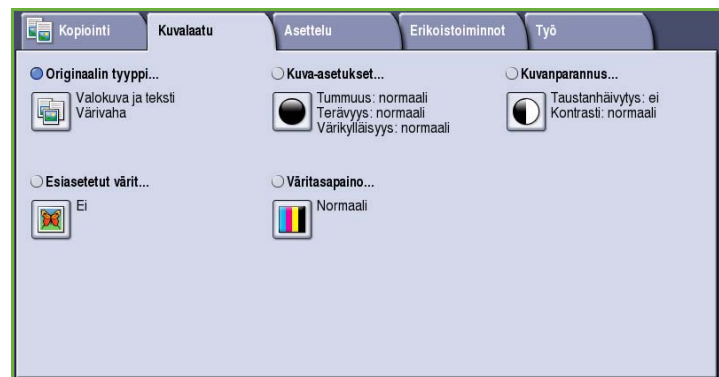 Kopiointi Kuvalaatu Asettelu Erikoistoiminnot Työ
Originaalin tyyppi... Kuva-asetukset... Kuvanparannus...
Valokuva ja teksti Tummuus: normaali Taustanhäivytys: ei
Värivaha Terävyys: normaali Kontrasti: normaali
Värikylläisyys: normaali
Esiasetetut värit... Väritasapaino...
Ei Normaali